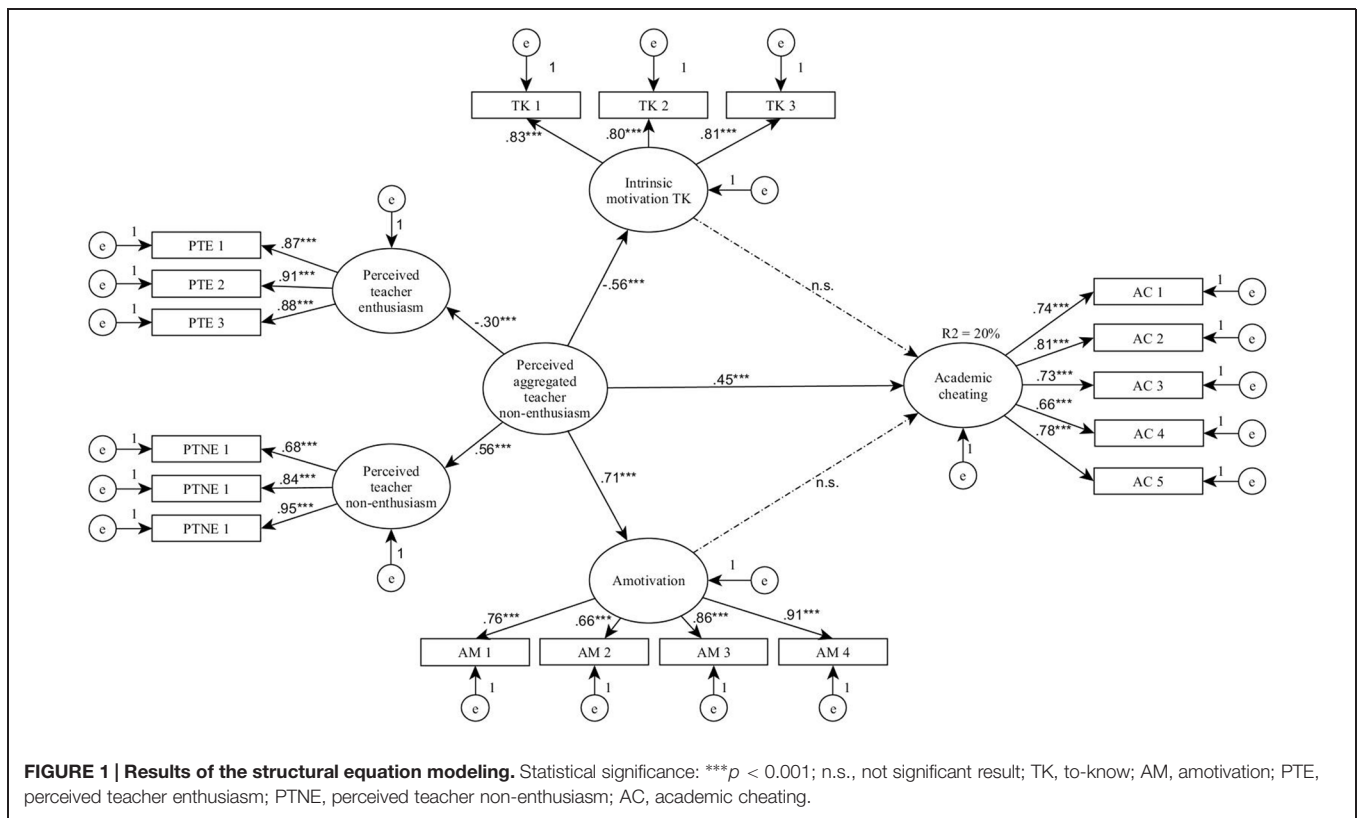 e
e
e
1
1
1
TK 1
TK 2
TK 3
.83***
.80***
.81***
Intrinsic
motivation TK
1
e
e
1
e
1
PTE 1
.87***
e
1
PTE 2
.91***
e
1
PTE 3
.88***
Perceived
teacher
enthusiasm
-.30***
-.56***
n.s.
Perceived
aggregated
teacher
non-enthusiasm
.45***
R2 = 20%
Academic
cheating
1
e
.74***
AC 1
1
e
.81***
AC 2
1
e
.73***
AC 3
1
e
.66***
AC 4
1
e
.78***
AC 5
1
e
e
1
PTNE 1
.68***
e
1
PTNE 1
.84***
e
1
PTNE 1
.95***
Perceived
teacher
non-enthusiasm
.56***
1
e
.71***
n.s.
Amotivation
1
e
.76***
.66***
.86***
.91***
AM 1
AM 2
AM 3
AM 4
1
1
1
1
e
e
e
e
FIGURE 1 | Results of the structural equation modeling. Statistical significance: ***p < 0.001; n.s., not significant result; TK, to-know; AM, amotivation; PTE,
perceived teacher enthusiasm; PTNE, perceived teacher non-enthusiasm; AC, academic cheating.